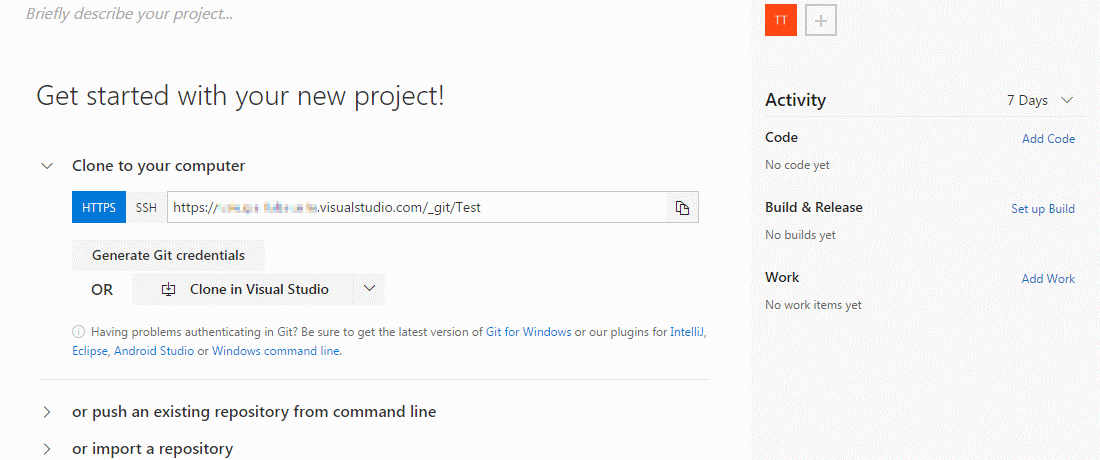 Briefly describe your project...
Get started with your new project!
Clone to your computer
HTTPS SSH https:// .visualstudio.com/_git/Test
Generate Git credentials
OR Clone in Visual Studio
Having problems authenticating in Git? Be sure to get the latest version of Git for Windows or our plugins for IntelliJ,
Eclipse, Android Studio or Windows command line.
or push an existing repository from command line
or import a repository
TT +
Activity 7 Days
Code Add Code
No code yet
Build & Release Set up Build
No builds yet
Work Add Work
No work items yet